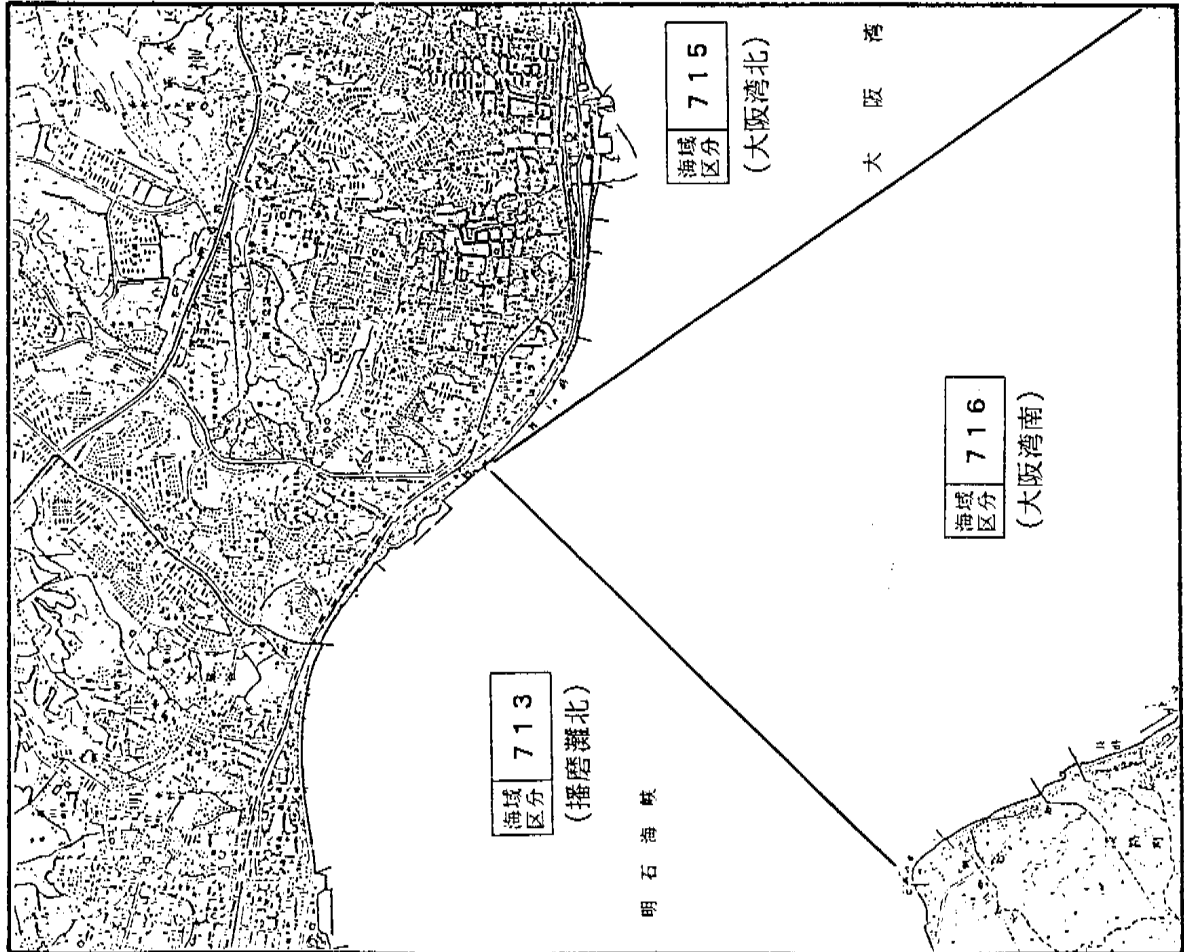 海域区分 715
(大阪湾北)
大阪湾
海域区分 716
(大阪湾南)
海域区分 713
(播磨灘北)
明石海峡